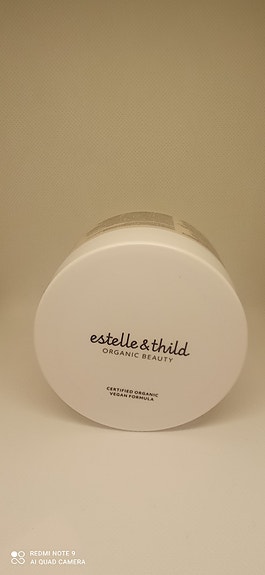 estelle & thild
ORGANIC BEAUTY
CERTIFIED ORGANIC
VEGAN FORMULA
REDMI NOTE 9
AI QUAD CAMERA